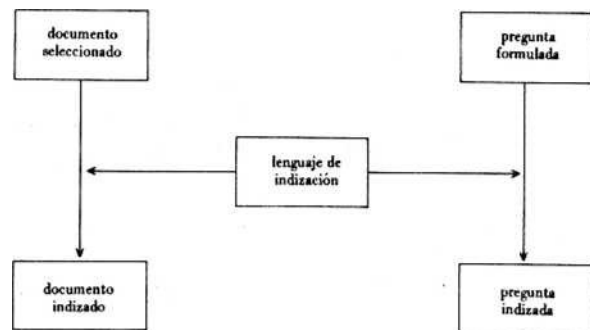 documento
seleccionado
pregunta
formulada
lenguaje de
indización
documento
indizado
pregunta
indizada